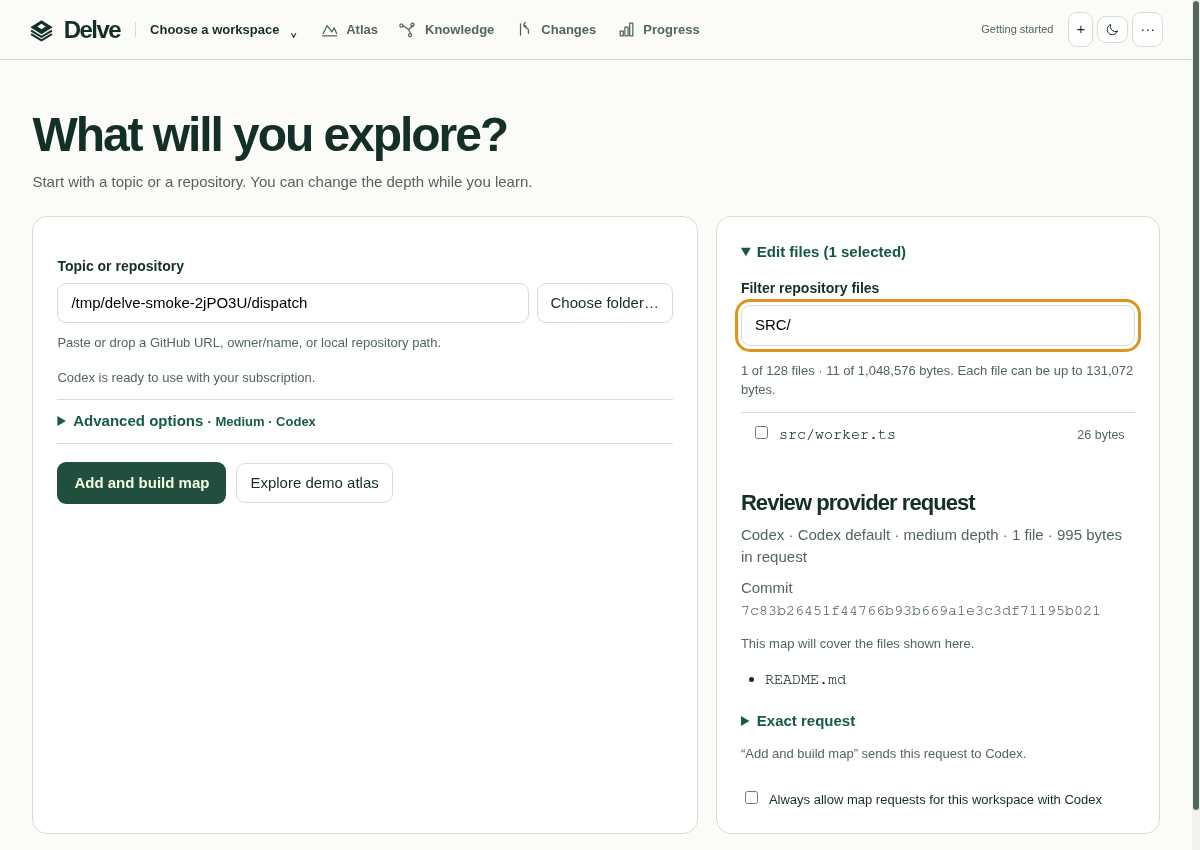 Delve
Choose a workspace
Atlas
Knowledge
Changes
Progress
Getting started
+
...
What will you explore?
Start with a topic or a repository. You can change the depth while you learn.
Topic or repository
/tmp/delve-smoke-2jPO3U/dispatch
Choose folder…
Paste or drop a GitHub URL, owner/name, or local repository path.
Codex is ready to use with your subscription.
Advanced options · Medium · Codex
Add and build map
Explore demo atlas
Edit files (1 selected)
Filter repository files
SRC/
1 of 128 files · 11 of 1,048,576 bytes. Each file can be up to 131,072
bytes.
src/worker.ts
26 bytes
Review provider request
Codex · Codex default · medium depth · 1 file · 995 bytes
in request
Commit
7c83b26451f44766b93b669a1e3c3df71195b021
This map will cover the files shown here.
README.md
Exact request
“Add and build map” sends this request to Codex.
Always allow map requests for this workspace with Codex